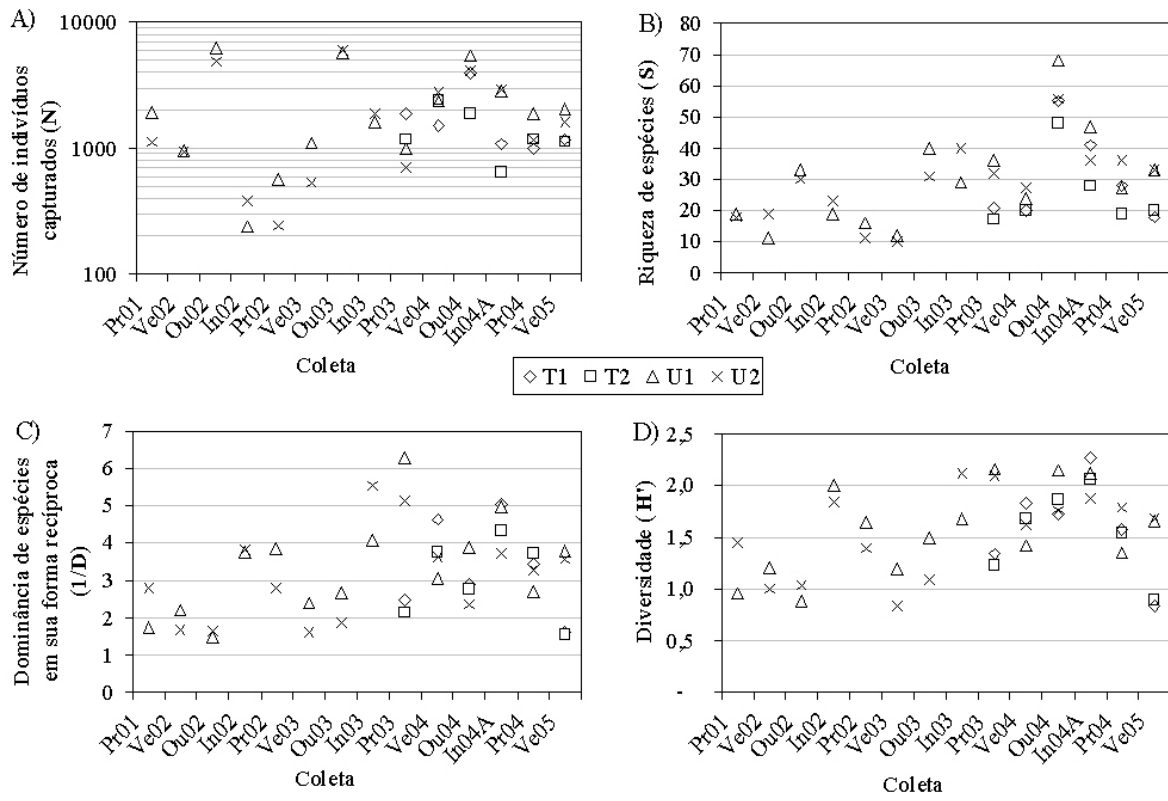 A)
Número de indivíduos
capturados (N)
10000
1000
100
Pr01
Ve02
Ou02
In02
Pr02
Ve03
Ou03
In03
Pr03
Ve04
Ou04
In04A
Pr04
Ve05
Coleta
B)
Riqueza de espécies (S)
80
70
60
50
40
30
20
10
0
Pr01
Ve02
Ou02
In02
Pr02
Ve03
Ou03
In03
Pr03
Ve04
Ou04
In04A
Pr04
Ve05
Coleta
T1 T2 U1 U2
C)
Dominância de espécies
em sua forma recíproca
(1/D)
7
6
5
4
3
2
1
0
Pr01
Ve02
Ou02
In02
Pr02
Ve03
Ou03
In03
Pr03
Ve04
Ou04
In04A
Pr04
Ve05
Coleta
D)
Diversidade (H')
2,5
2,0
1,5
1,0
0,5
-
Pr01
Ve02
Ou02
In02
Pr02
Ve03
Ou03
In03
Pr03
Ve04
Ou04
In04A
Pr04
Ve05
Coleta